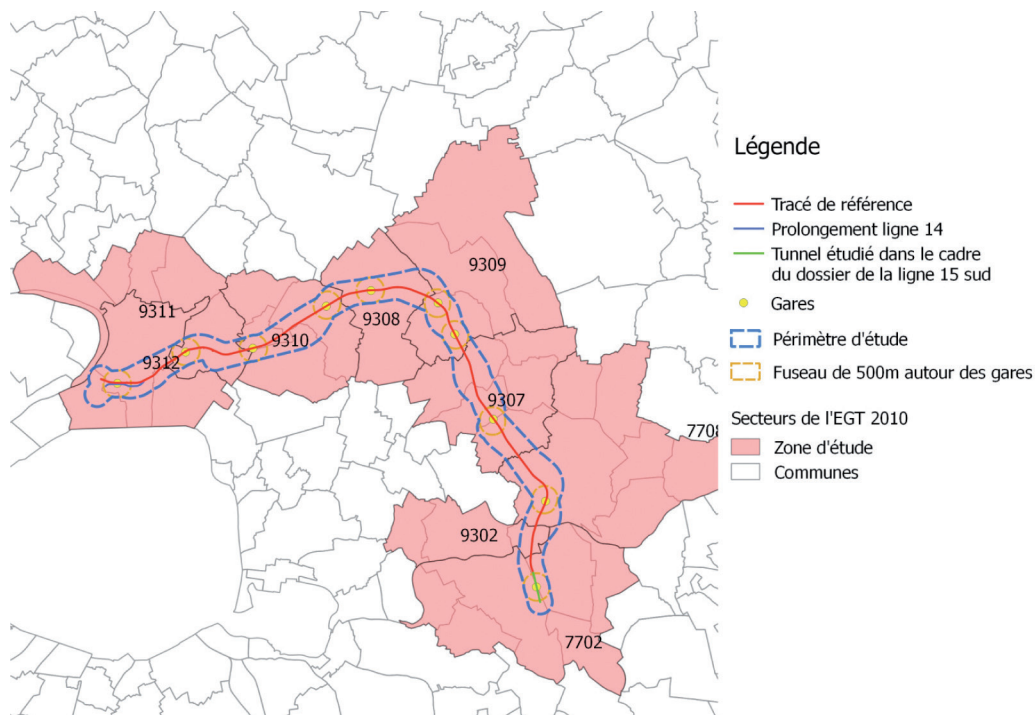 9309
9311
9308
9310
9312
9307
7708
9302
7702
Légende
Tracé de référence
Prolongement ligne 14
Tunnel étudié dans le cadre
du dossier de la ligne 15 sud
Gares
Périmètre d'étude
Fuseau de 500m autour des gares
Secteurs de l'EGT 2010
Zone d'étude
Communes